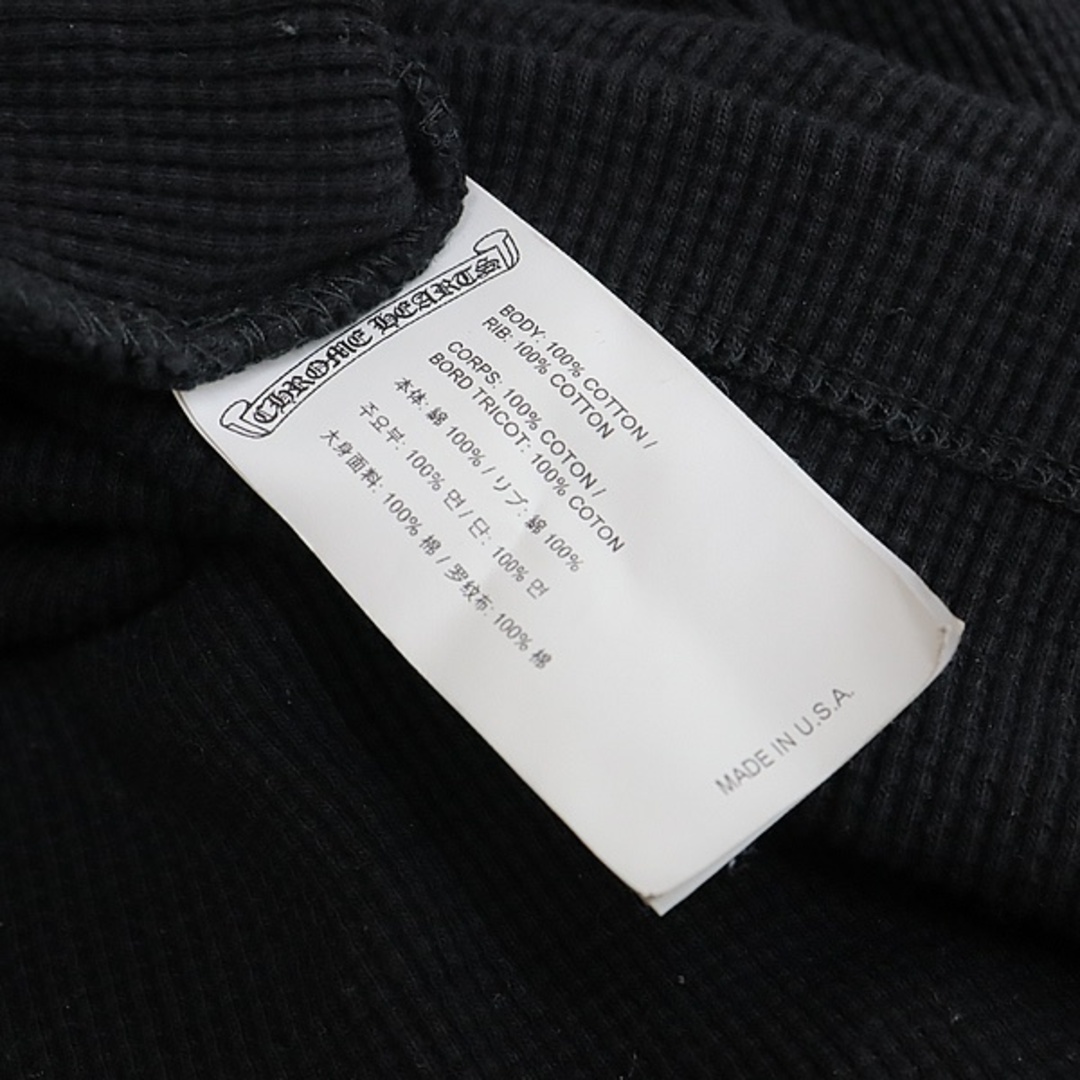 CHROME HEARTS
BODY: 100% COTTON /
RIB: 100% COTTON
CORPS: 100% COTON /
BORD TRICOT: 100% COTON
本体: 綿 100% / リブ: 綿 100%
주요부: 100% 면 / 단: 100% 면
大身面料: 100% 棉 / 罗纹布: 100% 棉
MADE IN U.S.A.